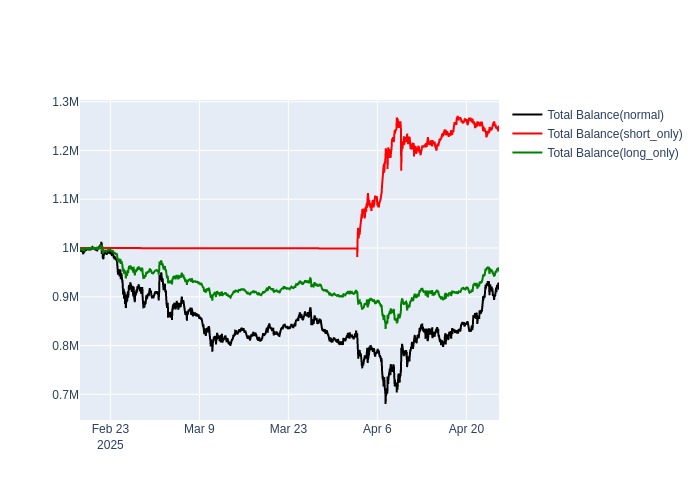 1.3M
1.2M
1.1M
1M
0.9M
0.8M
0.7M
Feb 23
2025
Mar 9
Mar 23
Apr 6
Apr 20
Total Balance(normal)
Total Balance(short_only)
Total Balance(long_only)